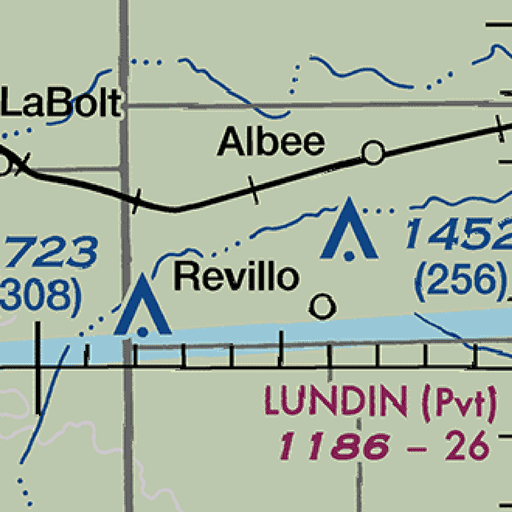 LaBolt
Albee
723
308)
Revillo
1452
(256)
LUNDIN (Pvt)
1186 – 26